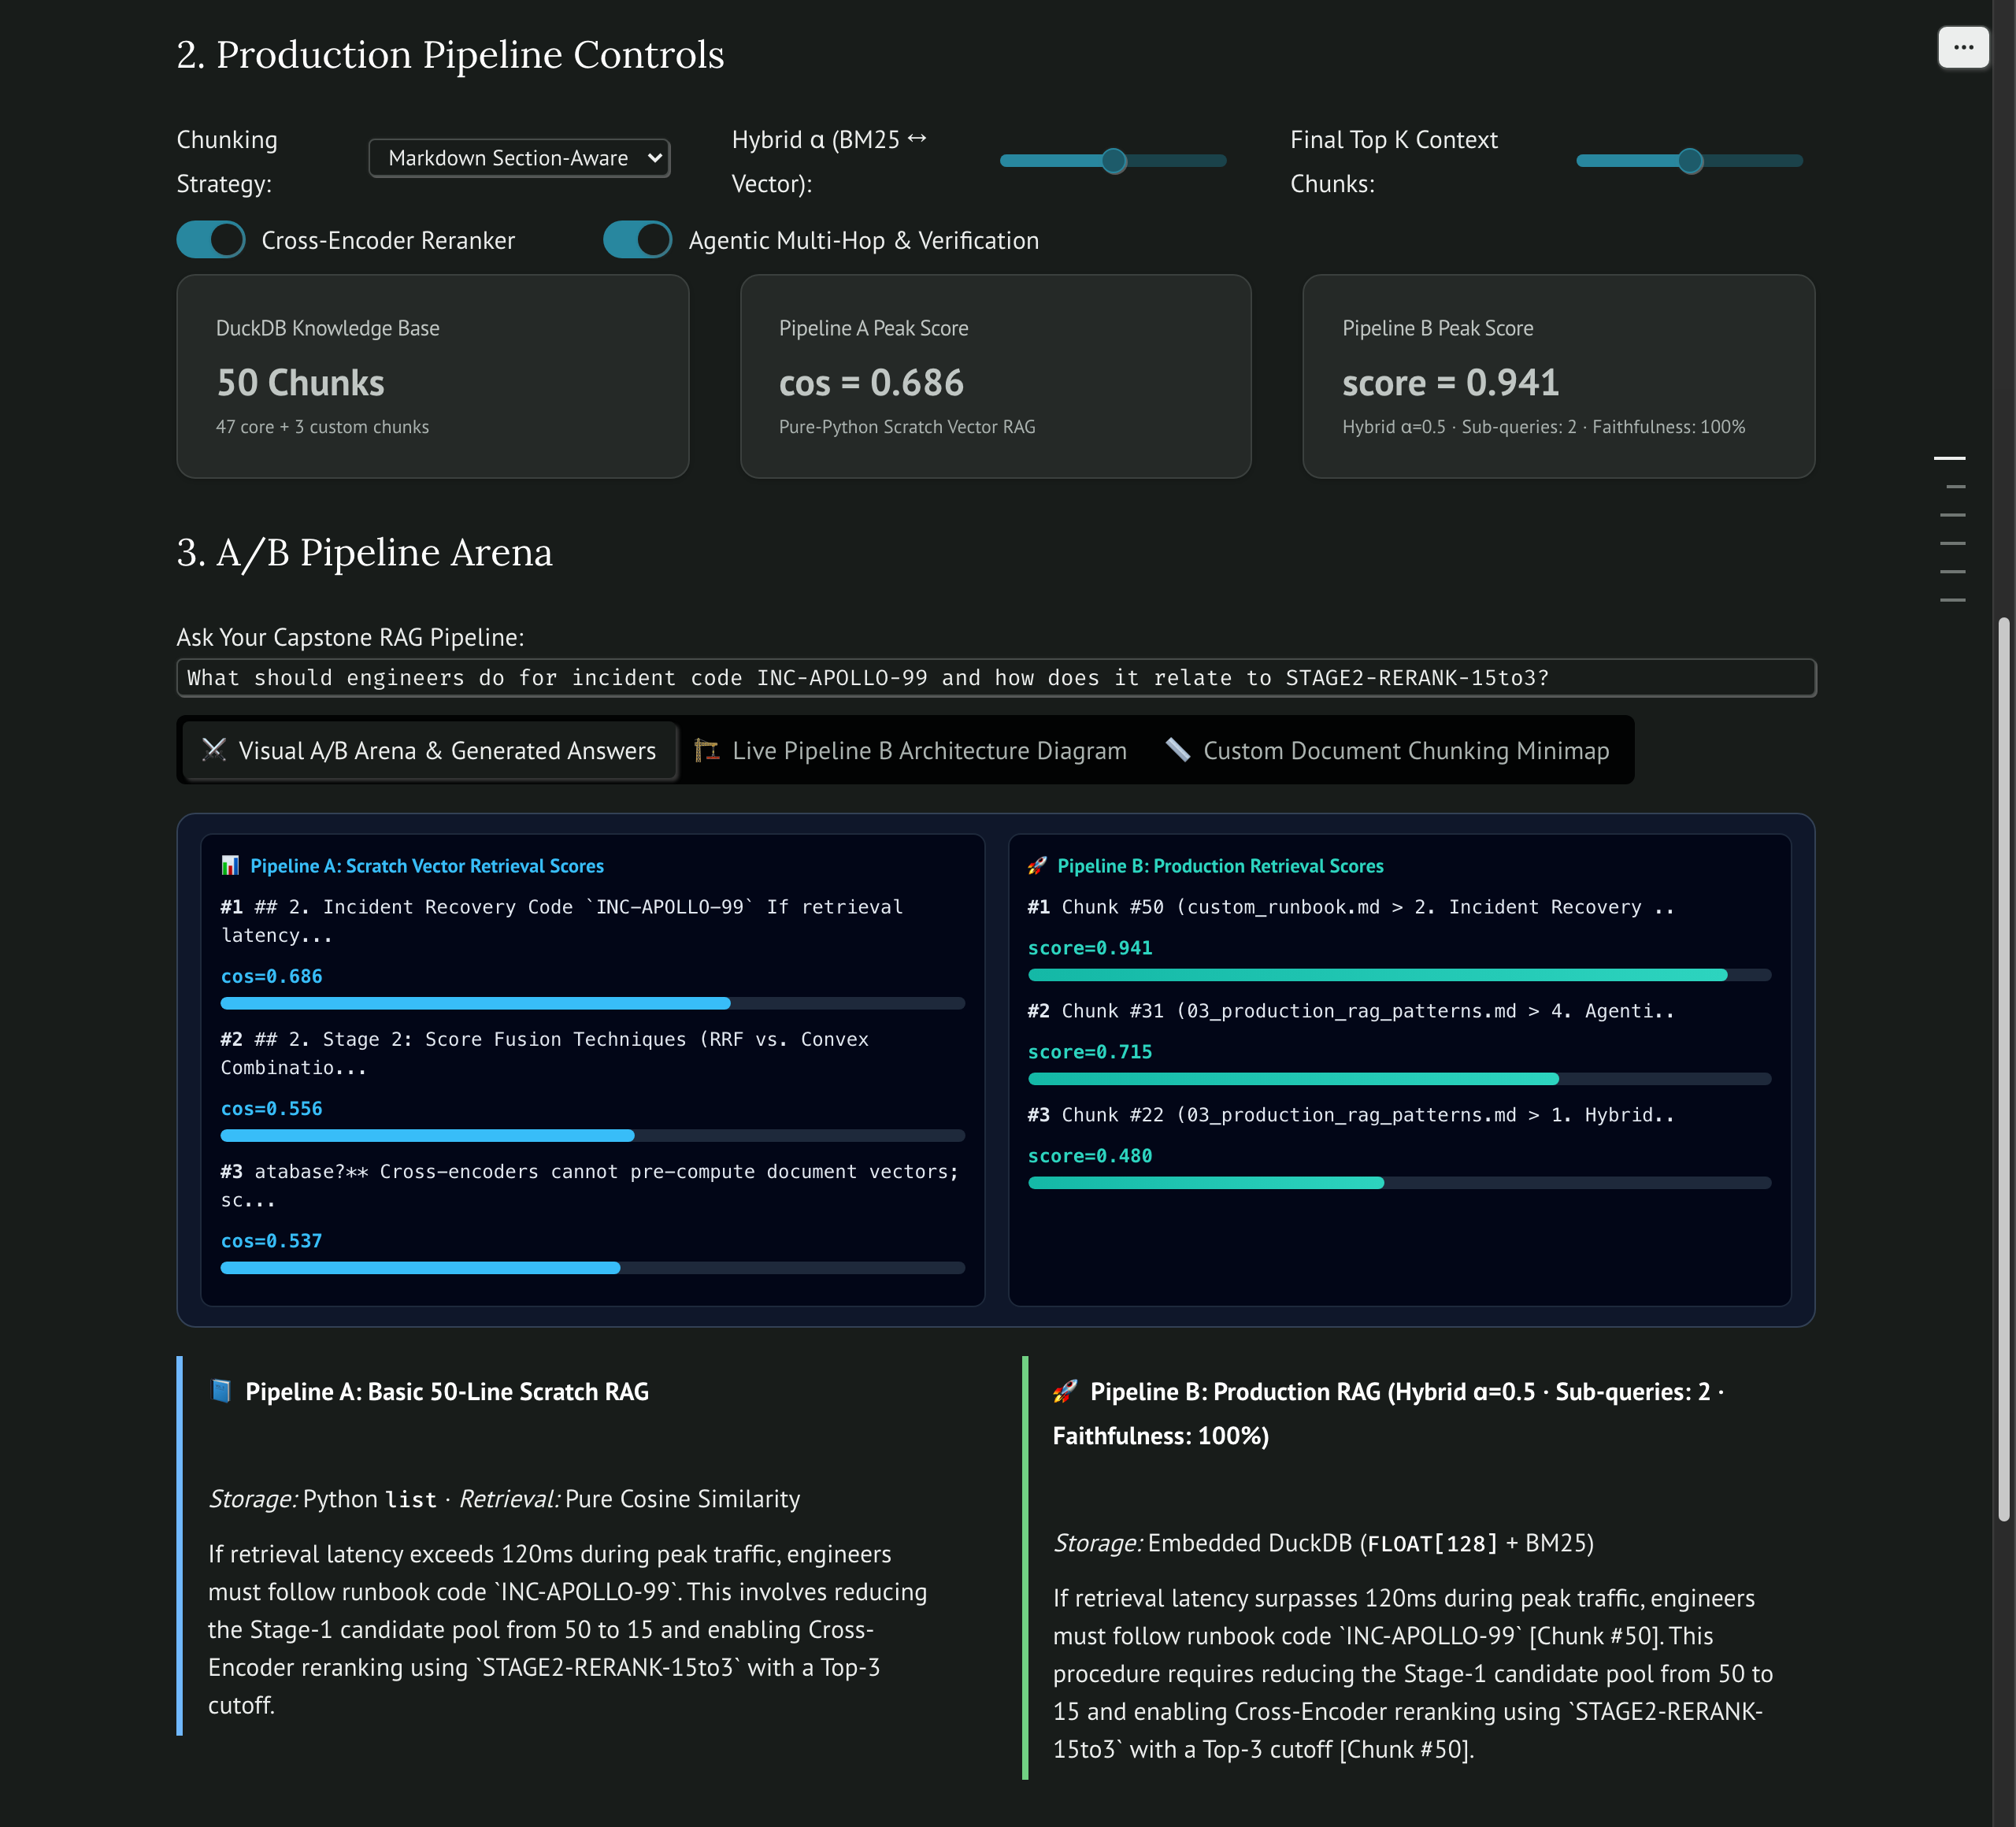 2. Production Pipeline Controls
...
Chunking
Strategy:
Markdown Section-Aware
Hybrid α (BM25 ↔
Vector):
Final Top K Context
Chunks:
Cross-Encoder Reranker
Agentic Multi-Hop & Verification
DuckDB Knowledge Base
50 Chunks
47 core + 3 custom chunks
Pipeline A Peak Score
cos = 0.686
Pure-Python Scratch Vector RAG
Pipeline B Peak Score
score = 0.941
Hybrid α=0.5 · Sub-queries: 2 · Faithfulness: 100%
3. A/B Pipeline Arena
Ask Your Capstone RAG Pipeline:
What should engineers do for incident code INC-APOLLO-99 and how does it relate to STAGE2-RERANK-15to3?
⚔️ Visual A/B Arena & Generated Answers
🏗️ Live Pipeline B Architecture Diagram
📏 Custom Document Chunking Minimap
📊 Pipeline A: Scratch Vector Retrieval Scores
#1 ## 2. Incident Recovery Code `INC-APOLLO-99` If retrieval
latency...
cos=0.686
#2 ## 2. Stage 2: Score Fusion Techniques (RRF vs. Convex
Combinatio...
cos=0.556
#3 atabase?** Cross-encoders cannot pre-compute document vectors;
sc...
cos=0.537
🚀 Pipeline B: Production Retrieval Scores
#1 Chunk #50 (custom_runbook.md > 2. Incident Recovery ..
score=0.941
#2 Chunk #31 (03_production_rag_patterns.md > 4. Agenti..
score=0.715
#3 Chunk #22 (03_production_rag_patterns.md > 1. Hybrid..
score=0.480
📘 Pipeline A: Basic 50-Line Scratch RAG
Storage: Python list · Retrieval: Pure Cosine Similarity
If retrieval latency exceeds 120ms during peak traffic, engineers
must follow runbook code `INC-APOLLO-99`. This involves reducing
the Stage-1 candidate pool from 50 to 15 and enabling Cross-
Encoder reranking using `STAGE2-RERANK-15to3` with a Top-3
cutoff.
🚀 Pipeline B: Production RAG (Hybrid α=0.5 · Sub-queries: 2 ·
Faithfulness: 100%)
Storage: Embedded DuckDB (FLOAT[128] + BM25)
If retrieval latency surpasses 120ms during peak traffic, engineers
must follow runbook code `INC-APOLLO-99` [Chunk #50]. This
procedure requires reducing the Stage-1 candidate pool from 50 to
15 and enabling Cross-Encoder reranking using `STAGE2-RERANK-
15to3` with a Top-3 cutoff [Chunk #50].